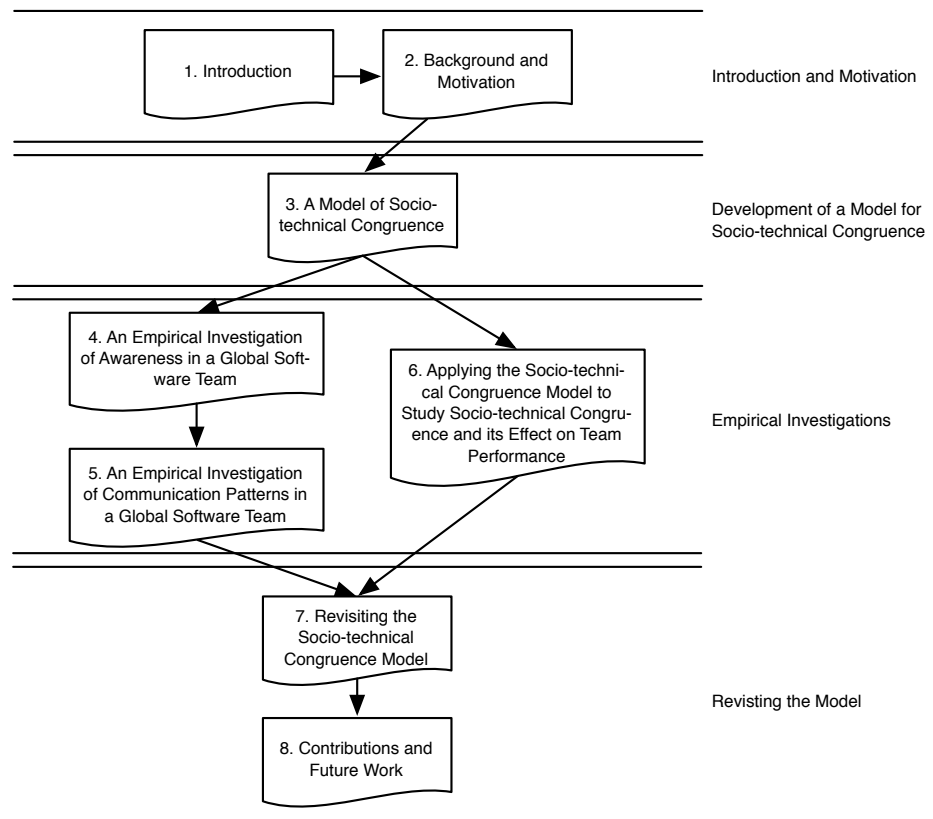 1. Introduction
2. Background and
Motivation
Introduction and Motivation
3. A Model of Socio-
technical Congruence
Development of a Model for
Socio-technical Congruence
4. An Empirical Investigation
of Awareness in a Global Soft-
ware Team
6. Applying the Socio-techni-
cal Congruence Model to
Study Socio-technical Congru-
ence and its Effect on Team
Performance
Empirical Investigations
5. An Empirical Investigation
of Communication Patterns in
a Global Software Team
7. Revisiting the
Socio-technical
Congruence Model
Revisting the Model
8. Contributions and
Future Work